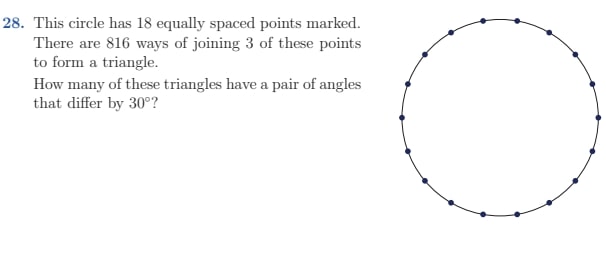 28. This circle has 18 equally spaced points marked.
There are 816 ways of joining 3 of these points
to form a triangle.
How many of these triangles have a pair of angles
that differ by 30°?